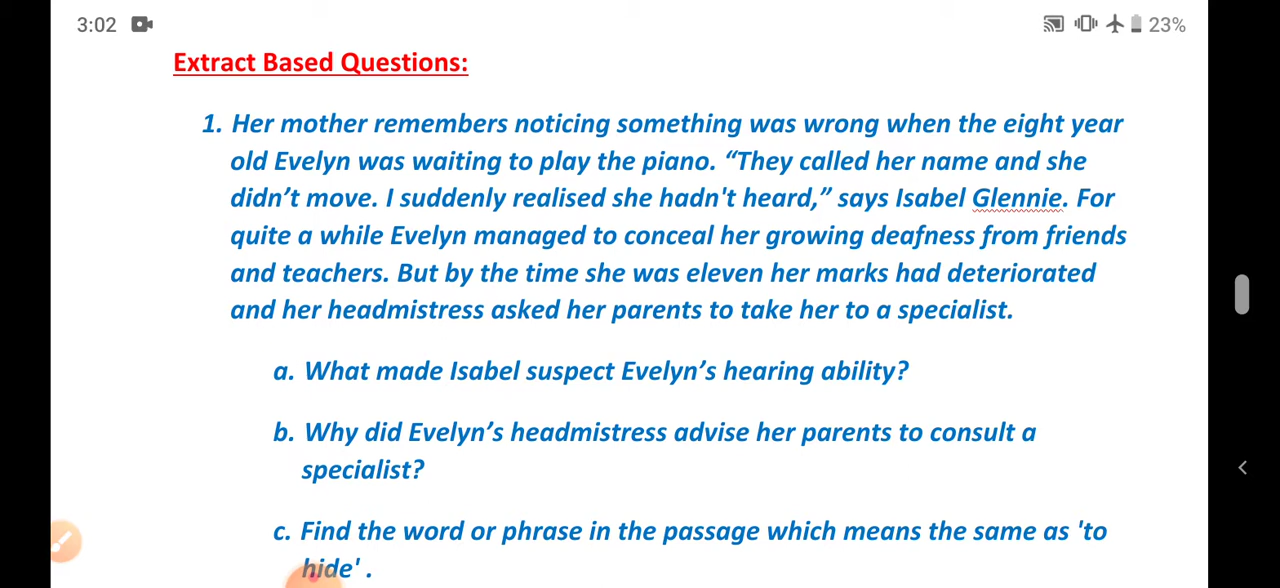 3:02
23%
Extract Based Questions:
1. Her mother remembers noticing something was wrong when the eight year
old Evelyn was waiting to play the piano. “They called her name and she
didn’t move. I suddenly realised she hadn't heard,” says Isabel Glennie. For
quite a while Evelyn managed to conceal her growing deafness from friends
and teachers. But by the time she was eleven her marks had deteriorated
and her headmistress asked her parents to take her to a specialist.
a. What made Isabel suspect Evelyn’s hearing ability?
b. Why did Evelyn’s headmistress advise her parents to consult a
specialist?
c. Find the word or phrase in the passage which means the same as 'to
hide' .